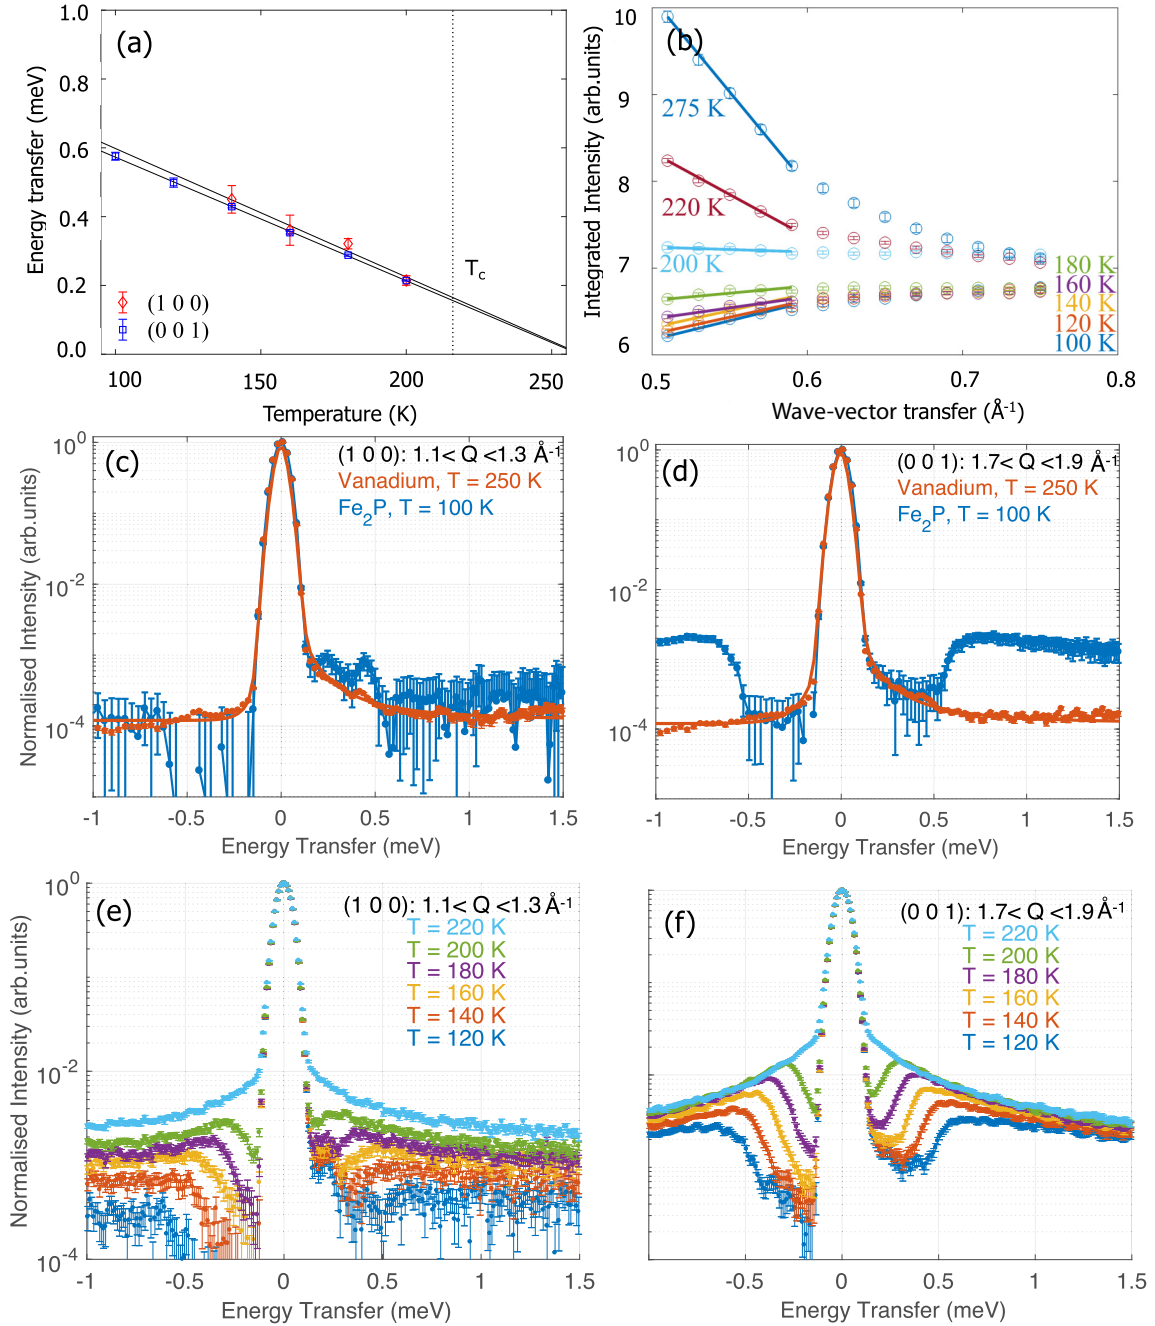 (a)
1.0
0.8
0.6
0.4
0.2
0.0
Energy transfer (meV)
T_c
(1 0 0)
(0 0 1)
100
150
200
250
Temperature (K)
(b)
10
9
8
7
6
Integrated Intensity (arb.units)
275 K
220 K
200 K
180 K
160 K
140 K
120 K
100 K
0.5
0.6
0.7
0.8
Wave-vector transfer (Å⁻¹)
(c)
10⁰
10⁻²
10⁻⁴
Normalised Intensity (arb.units)
(1 0 0): 1.1< Q <1.3 Å⁻¹
Vanadium, T = 250 K
Fe₂P, T = 100 K
-1
-0.5
0
0.5
1
1.5
Energy Transfer (meV)
(d)
10⁰
10⁻²
10⁻⁴
(0 0 1): 1.7< Q <1.9 Å⁻¹
Vanadium, T = 250 K
Fe₂P, T = 100 K
-1
-0.5
0
0.5
1
1.5
Energy Transfer (meV)
(e)
10⁰
10⁻²
10⁻⁴
Normalised Intensity (arb.units)
(1 0 0): 1.1< Q <1.3 Å⁻¹
T = 220 K
T = 200 K
T = 180 K
T = 160 K
T = 140 K
T = 120 K
-1
-0.5
0
0.5
1
1.5
Energy Transfer (meV)
(f)
(0 0 1): 1.7< Q <1.9 Å⁻¹
T = 220 K
T = 200 K
T = 180 K
T = 160 K
T = 140 K
T = 120 K
-0.5
0
0.5
1
1.5
Energy Transfer (meV)